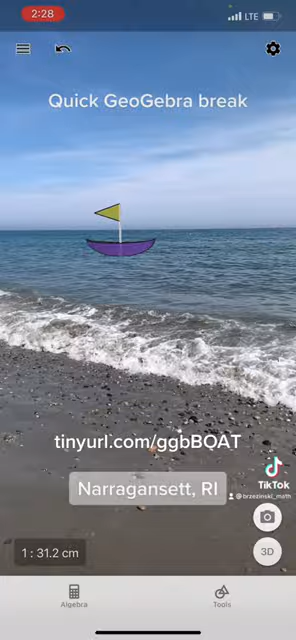 2:28
LTE
Quick GeoGebra break
tinyurl.com/ggbBOAT
TikTok
Narragansett, RI
@brzezinski_math
1 : 31.2 cm
3D
Algebra
Tools